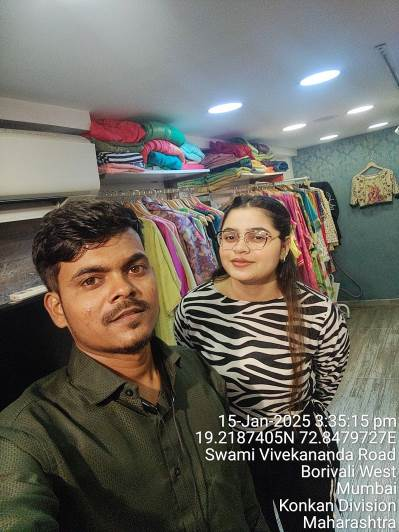 15-Jan-2025 3:35:15 pm
19.2187405N 72.8479727E
Swami Vivekananda Road
Borivali West
Mumbai
Konkan Division
Maharashtra